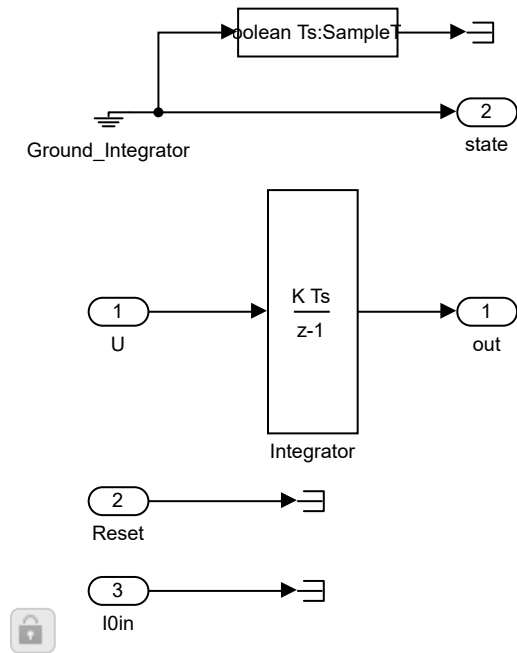 oolean Ts:SampleT
2
Ground_Integrator
state
K Ts
z-1
1
U
1
out
Integrator
2
Reset
3
I0in